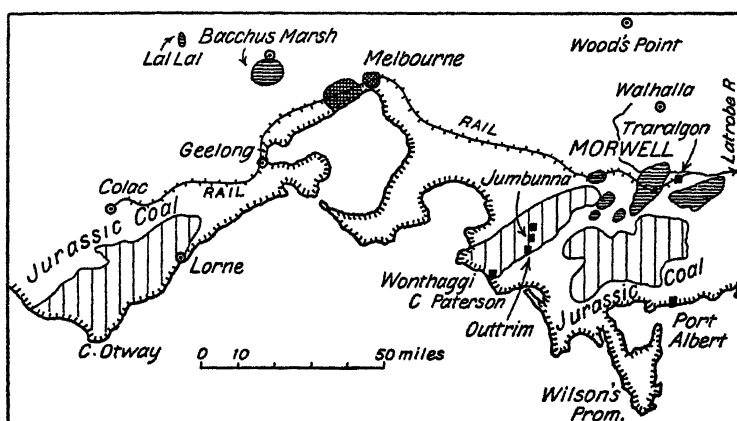 Bacchus Marsh
Lal Lal
Melbourne
Wood's Point
Walhalla
Latrobe R
RAIL
Traralgon
MORWELL
Geelong
Jumbunna
Colac
RAIL
Jurassic Coal
Lorne
Wonthaggi
C Paterson
Outtrim
Jurassic Coal
Port
Albert
C. Otway
0 10 50 miles
Wilson's
Prom.